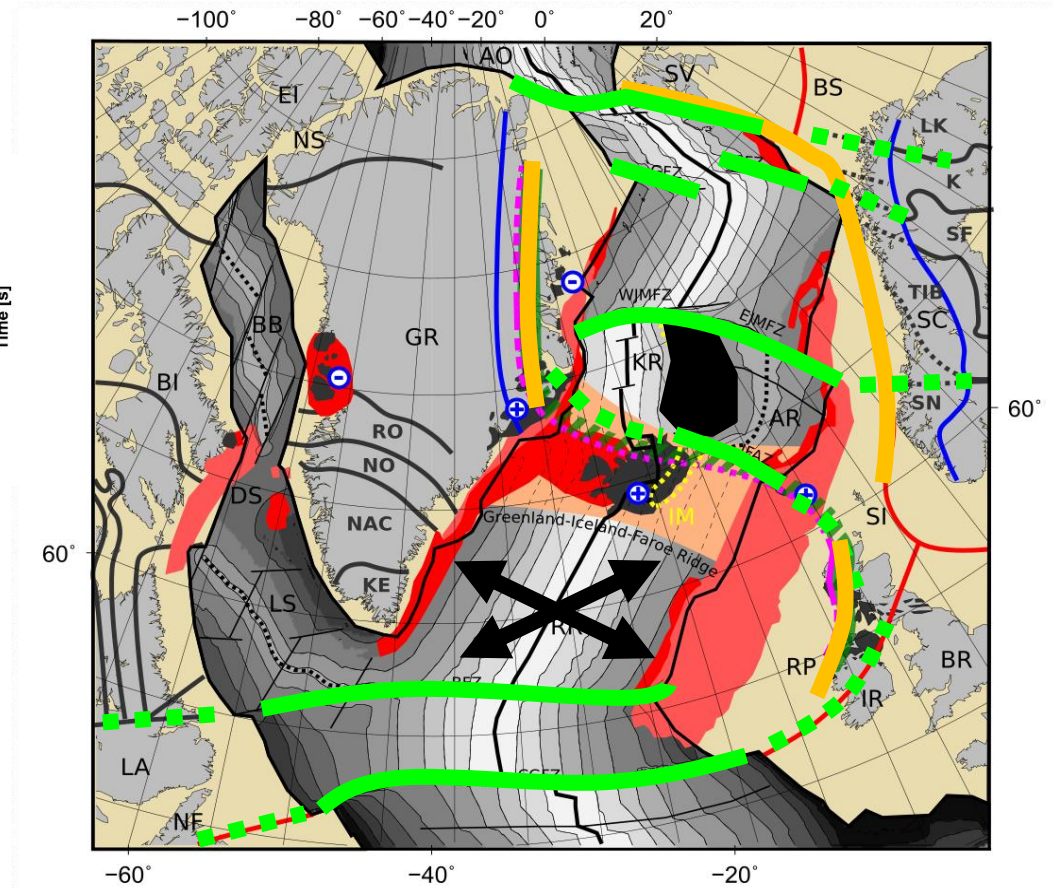 −100˚ −80˚ −60˚ −40˚ −20˚ 0˚ 20˚
AO
SV
BS
EI
LK
NS
K
SF
WJMFZ
TIB
EJMFZ
SC
Time [s]
BB
GR
KR
BI
SN
60˚
AR
RO
NO
DS
IM
SI
NAC
Greenland-Iceland-Faroe Ridge
60˚
KE
LS
RR
BR
RP
IR
LA
NF
−60˚ −40˚ −20˚